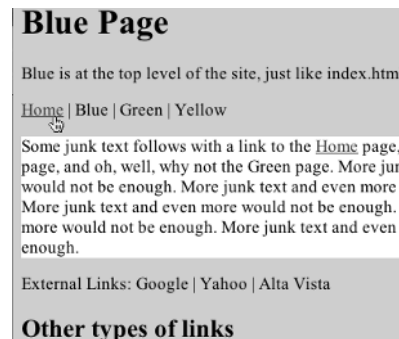 Blue Page
Blue is at the top level of the site, just like index.htm
Home | Blue | Green | Yellow
Some junk text follows with a link to the Home page,
page, and oh, well, why not the Green page. More jun
would not be enough. More junk text and even more
More junk text and even more would not be enough.
more would not be enough. More junk text and even
enough.
External Links: Google | Yahoo | Alta Vista
Other types of links